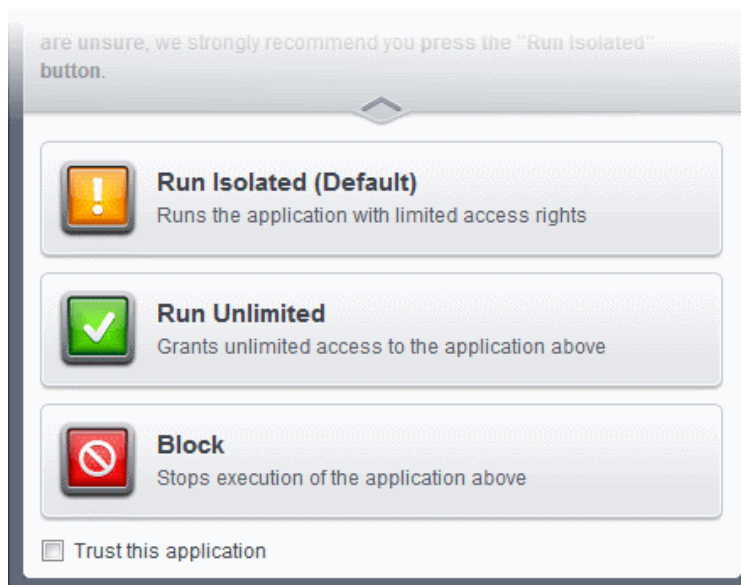 are unsure, we strongly recommend you press the "Run Isolated"
button.
Run Isolated (Default)
Runs the application with limited access rights
Run Unlimited
Grants unlimited access to the application above
Block
Stops execution of the application above
Trust this application